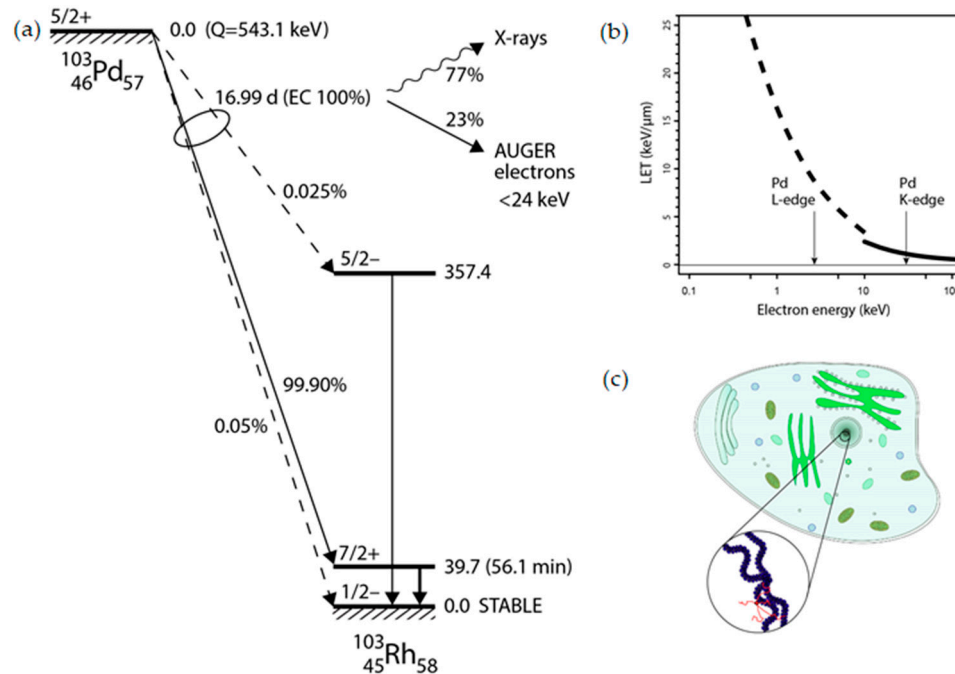 (a)
5/2+
0.0 (Q=543.1 keV)
103
46Pd57
16.99 d (EC 100%)
X-rays
77%
23%
AUGER
electrons
<24 keV
0.025%
5/2−
357.4
99.90%
0.05%
7/2+
39.7 (56.1 min)
1/2−
0.0 STABLE
103
45Rh58
(b)
LET (keV/μm)
25
20
15
10
5
0
Pd
L-edge
Pd
K-edge
0.1
1
10
Electron energy (keV)
(c)